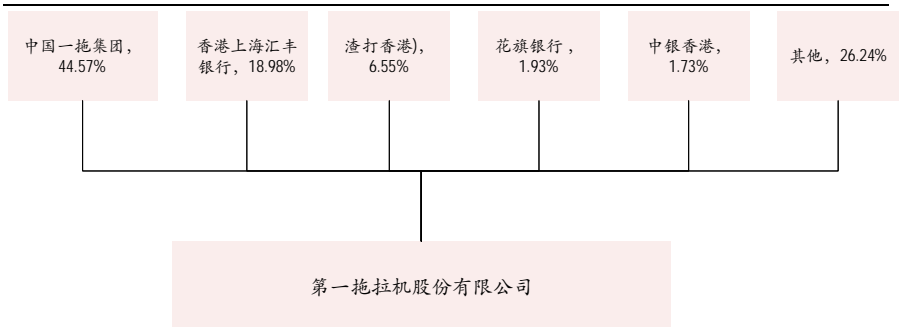 中国一拖集团，
44.57%
香港上海汇丰
银行，18.98%
渣打香港)，
6.55%
花旗银行，
1.93%
中银香港，
1.73%
其他，26.24%
第一拖拉机股份有限公司